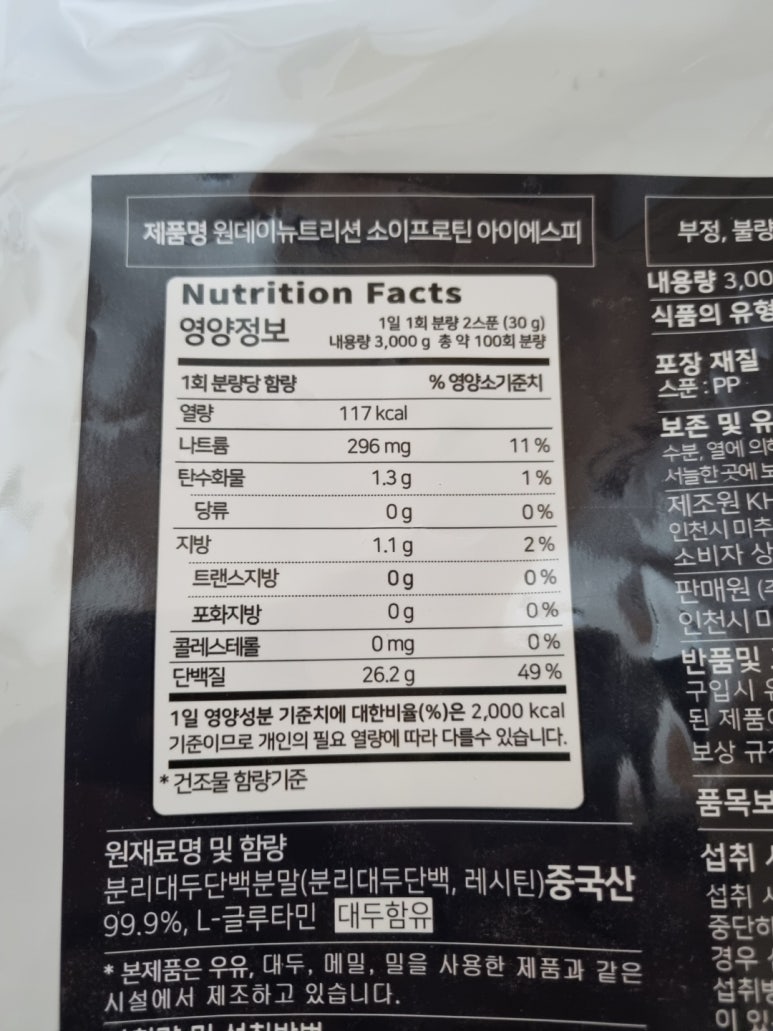 제품명 원데이뉴트리션 소이프로틴 아이에스피
Nutrition Facts
영양정보
1일 1회 분량 2스푼 (30 g)
내용량 3,000 g 총 약 100회 분량
1회 분량당 함량 % 영양소기준치
열량 117 kcal
나트륨 296 mg 11 %
탄수화물 1.3 g 1 %
당류 0 g 0 %
지방 1.1 g 2 %
트랜스지방 0 g 0 %
포화지방 0 g 0 %
콜레스테롤 0 mg 0 %
단백질 26.2 g 49 %
1일 영양성분 기준치에 대한비율(%)은 2,000 kcal
기준이므로 개인의 필요 열량에 따라 다를수 있습니다.
* 건조물 함량기준
원재료명 및 함량
분리대두단백분말(분리대두단백, 레시틴)중국산
99.9%, L-글루타민 대두함유
* 본제품은 우유, 대두, 메밀, 밀을 사용한 제품과 같은
시설에서 제조하고 있습니다.
부정, 불량
내용량 3,00
식품의 유형
포장 재질
스푼 : PP
보존 및 유
수분, 열에 의해
서늘한 곳에 보
제조원 KH
인천시 미추
소비자 상
판매원
인천시 미
반품및
구입시
된 제품
보상 규정
품목보
섭취
섭취
중단하
경우
섭취방
이 있